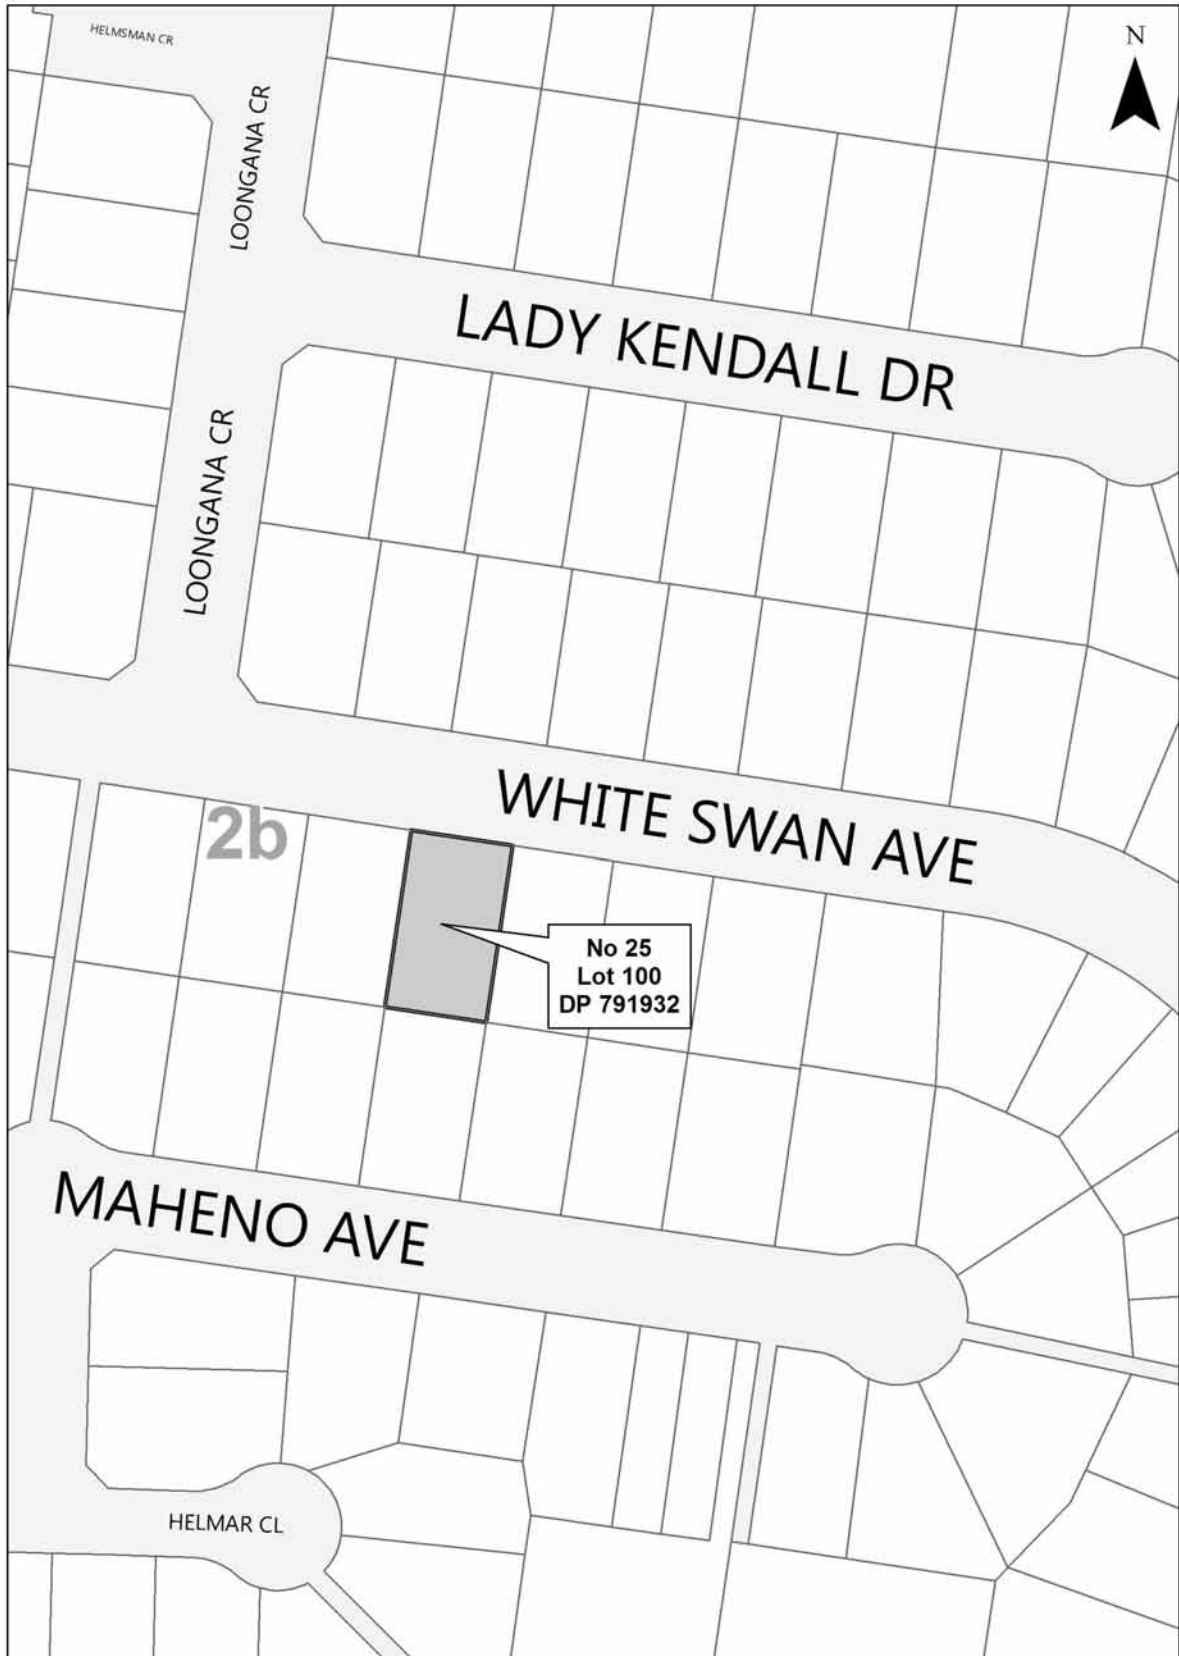 HELMSMAN CR
N
LOONGANA CR
LADY KENDALL DR
LOONGANA CR
WHITE SWAN AVE
2b
No 25
Lot 100
DP 791932
MAHENO AVE
HELMAR CL